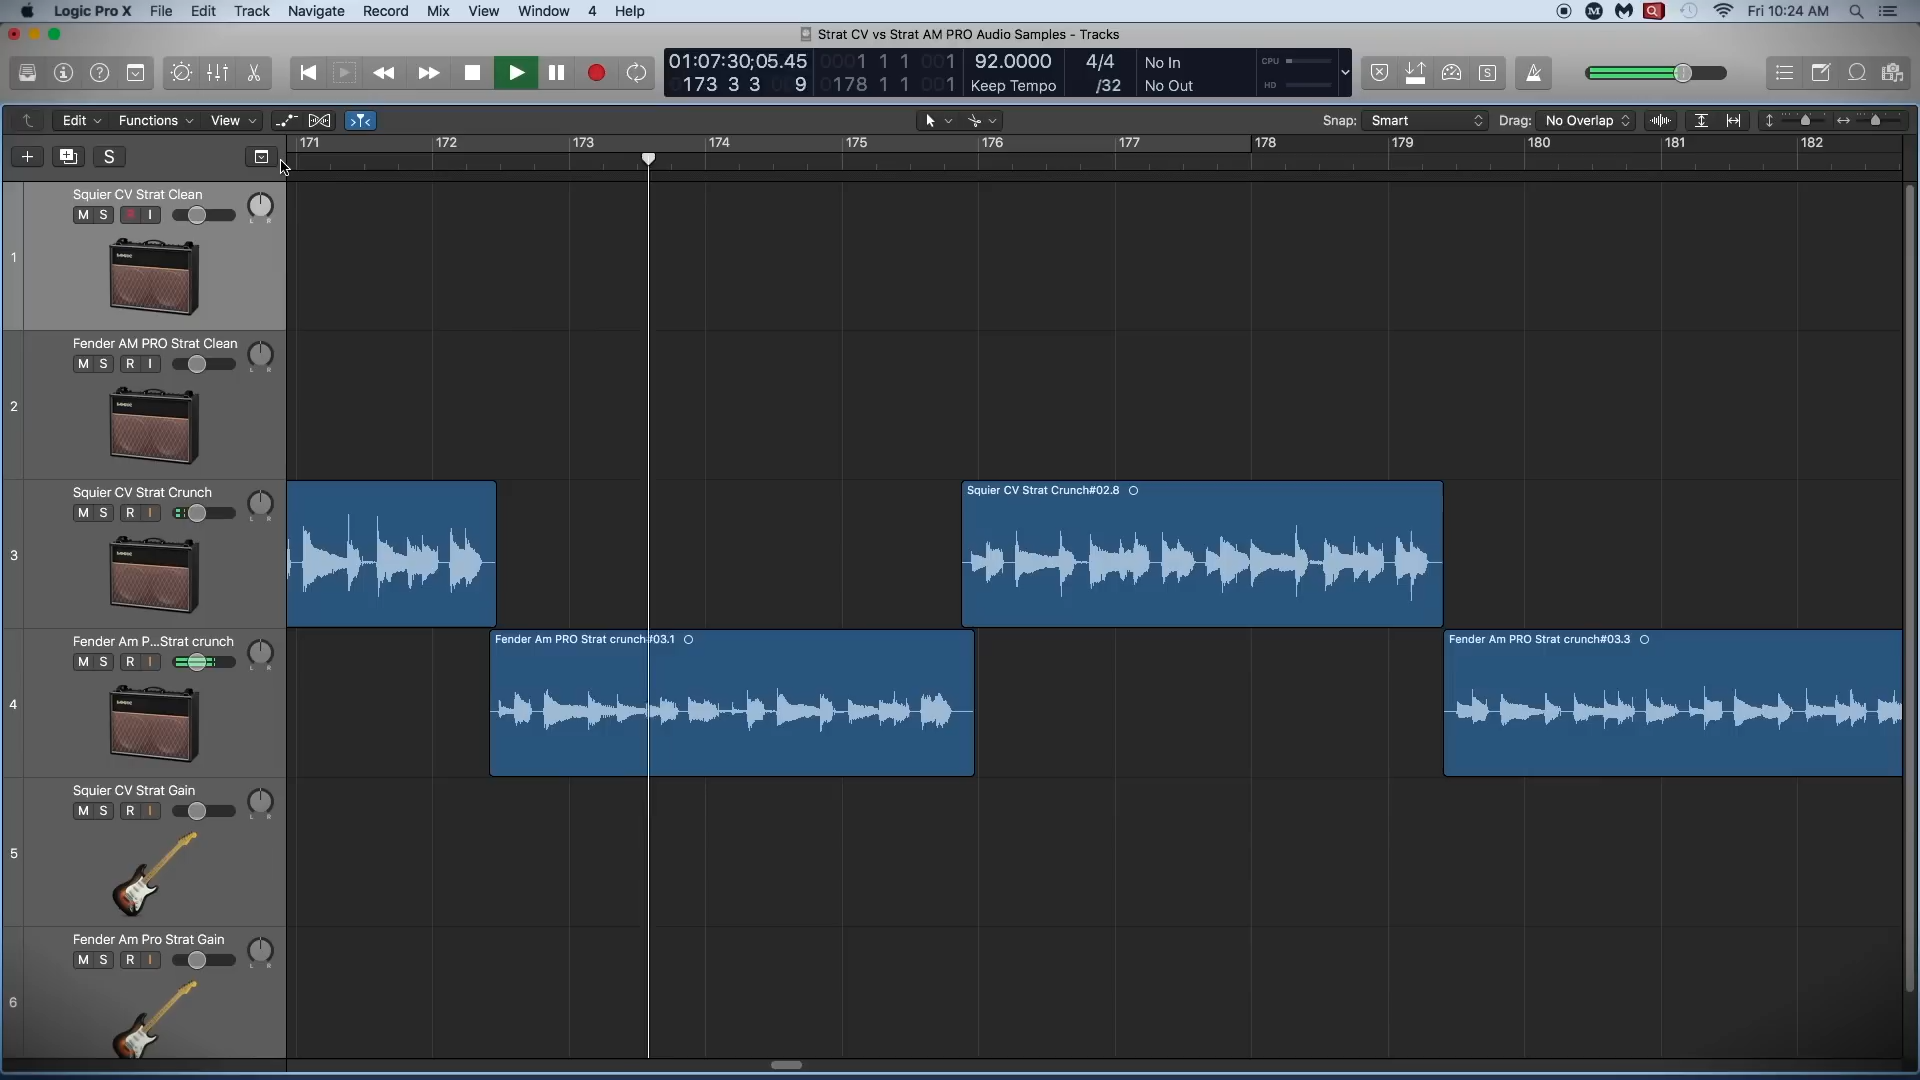 Logic Pro X File Edit Track Navigate Record Mix View Window 4 Help
Fri 10:24 AM
Strat CV vs Strat AM PRO Audio Samples - Tracks
01:07:30;05.45 0001 1 1 001 92.0000 4/4 No In CPU
173 3 3 9 0178 1 1 001 Keep Tempo /32 No Out HD
Edit Functions View Snap: Smart Drag: No Overlap
S
171 172 173 174 175 176 177 178 179 180 181 182
1
Squier CV Strat Clean
M S R I
L R
2
Fender AM PRO Strat Clean
M S R I
L R
3
Squier CV Strat Crunch
M S R I
L R
Squier CV Strat Crunch#02.8
4
Fender Am P...Strat crunch
M S R I
L R
Fender Am PRO Strat crunch#03.1
Fender Am PRO Strat crunch#03.3
5
Squier CV Strat Gain
M S R I
L R
6
Fender Am Pro Strat Gain
M S R I
L R